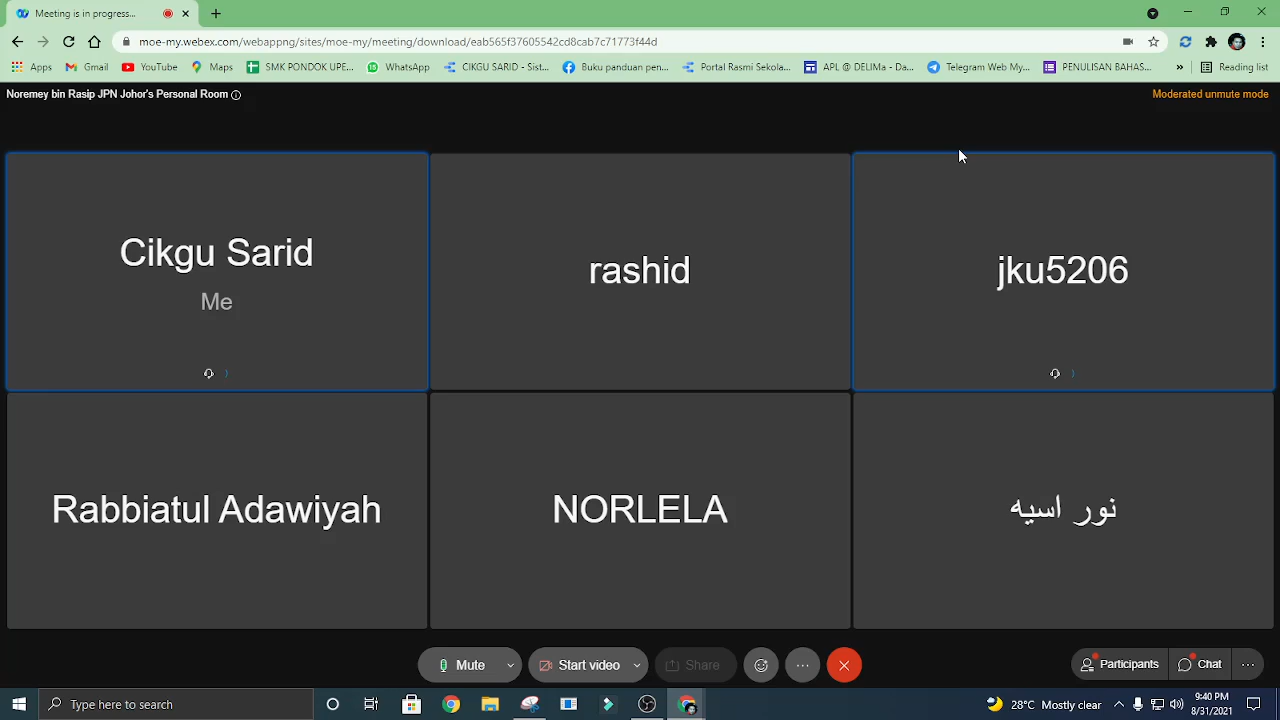 Meeting is in progress...
moe-my.webex.com/webappng/sites/moe-my/meeting/download/eab565f37605542cd8cab7c71773f44d
Apps Gmail YouTube Maps SMK PONDOK UPE... WhatsApp CIKGU SARID - Sist... Buku panduan pen... Portal Rasmi Sekola... APL @ DELIMa - Da... Telegram Web My... PENULISAN BAHAS... » Reading list
Noremey bin Rasip JPN Johor's Personal Room
Moderated unmute mode
Cikgu Sarid
Me
rashid
jku5206
Rabbiatul Adawiyah
NORLELA
نور اسيه
Mute Start video Share Participants Chat
Type here to search
28°C Mostly clear
9:40 PM
8/31/2021